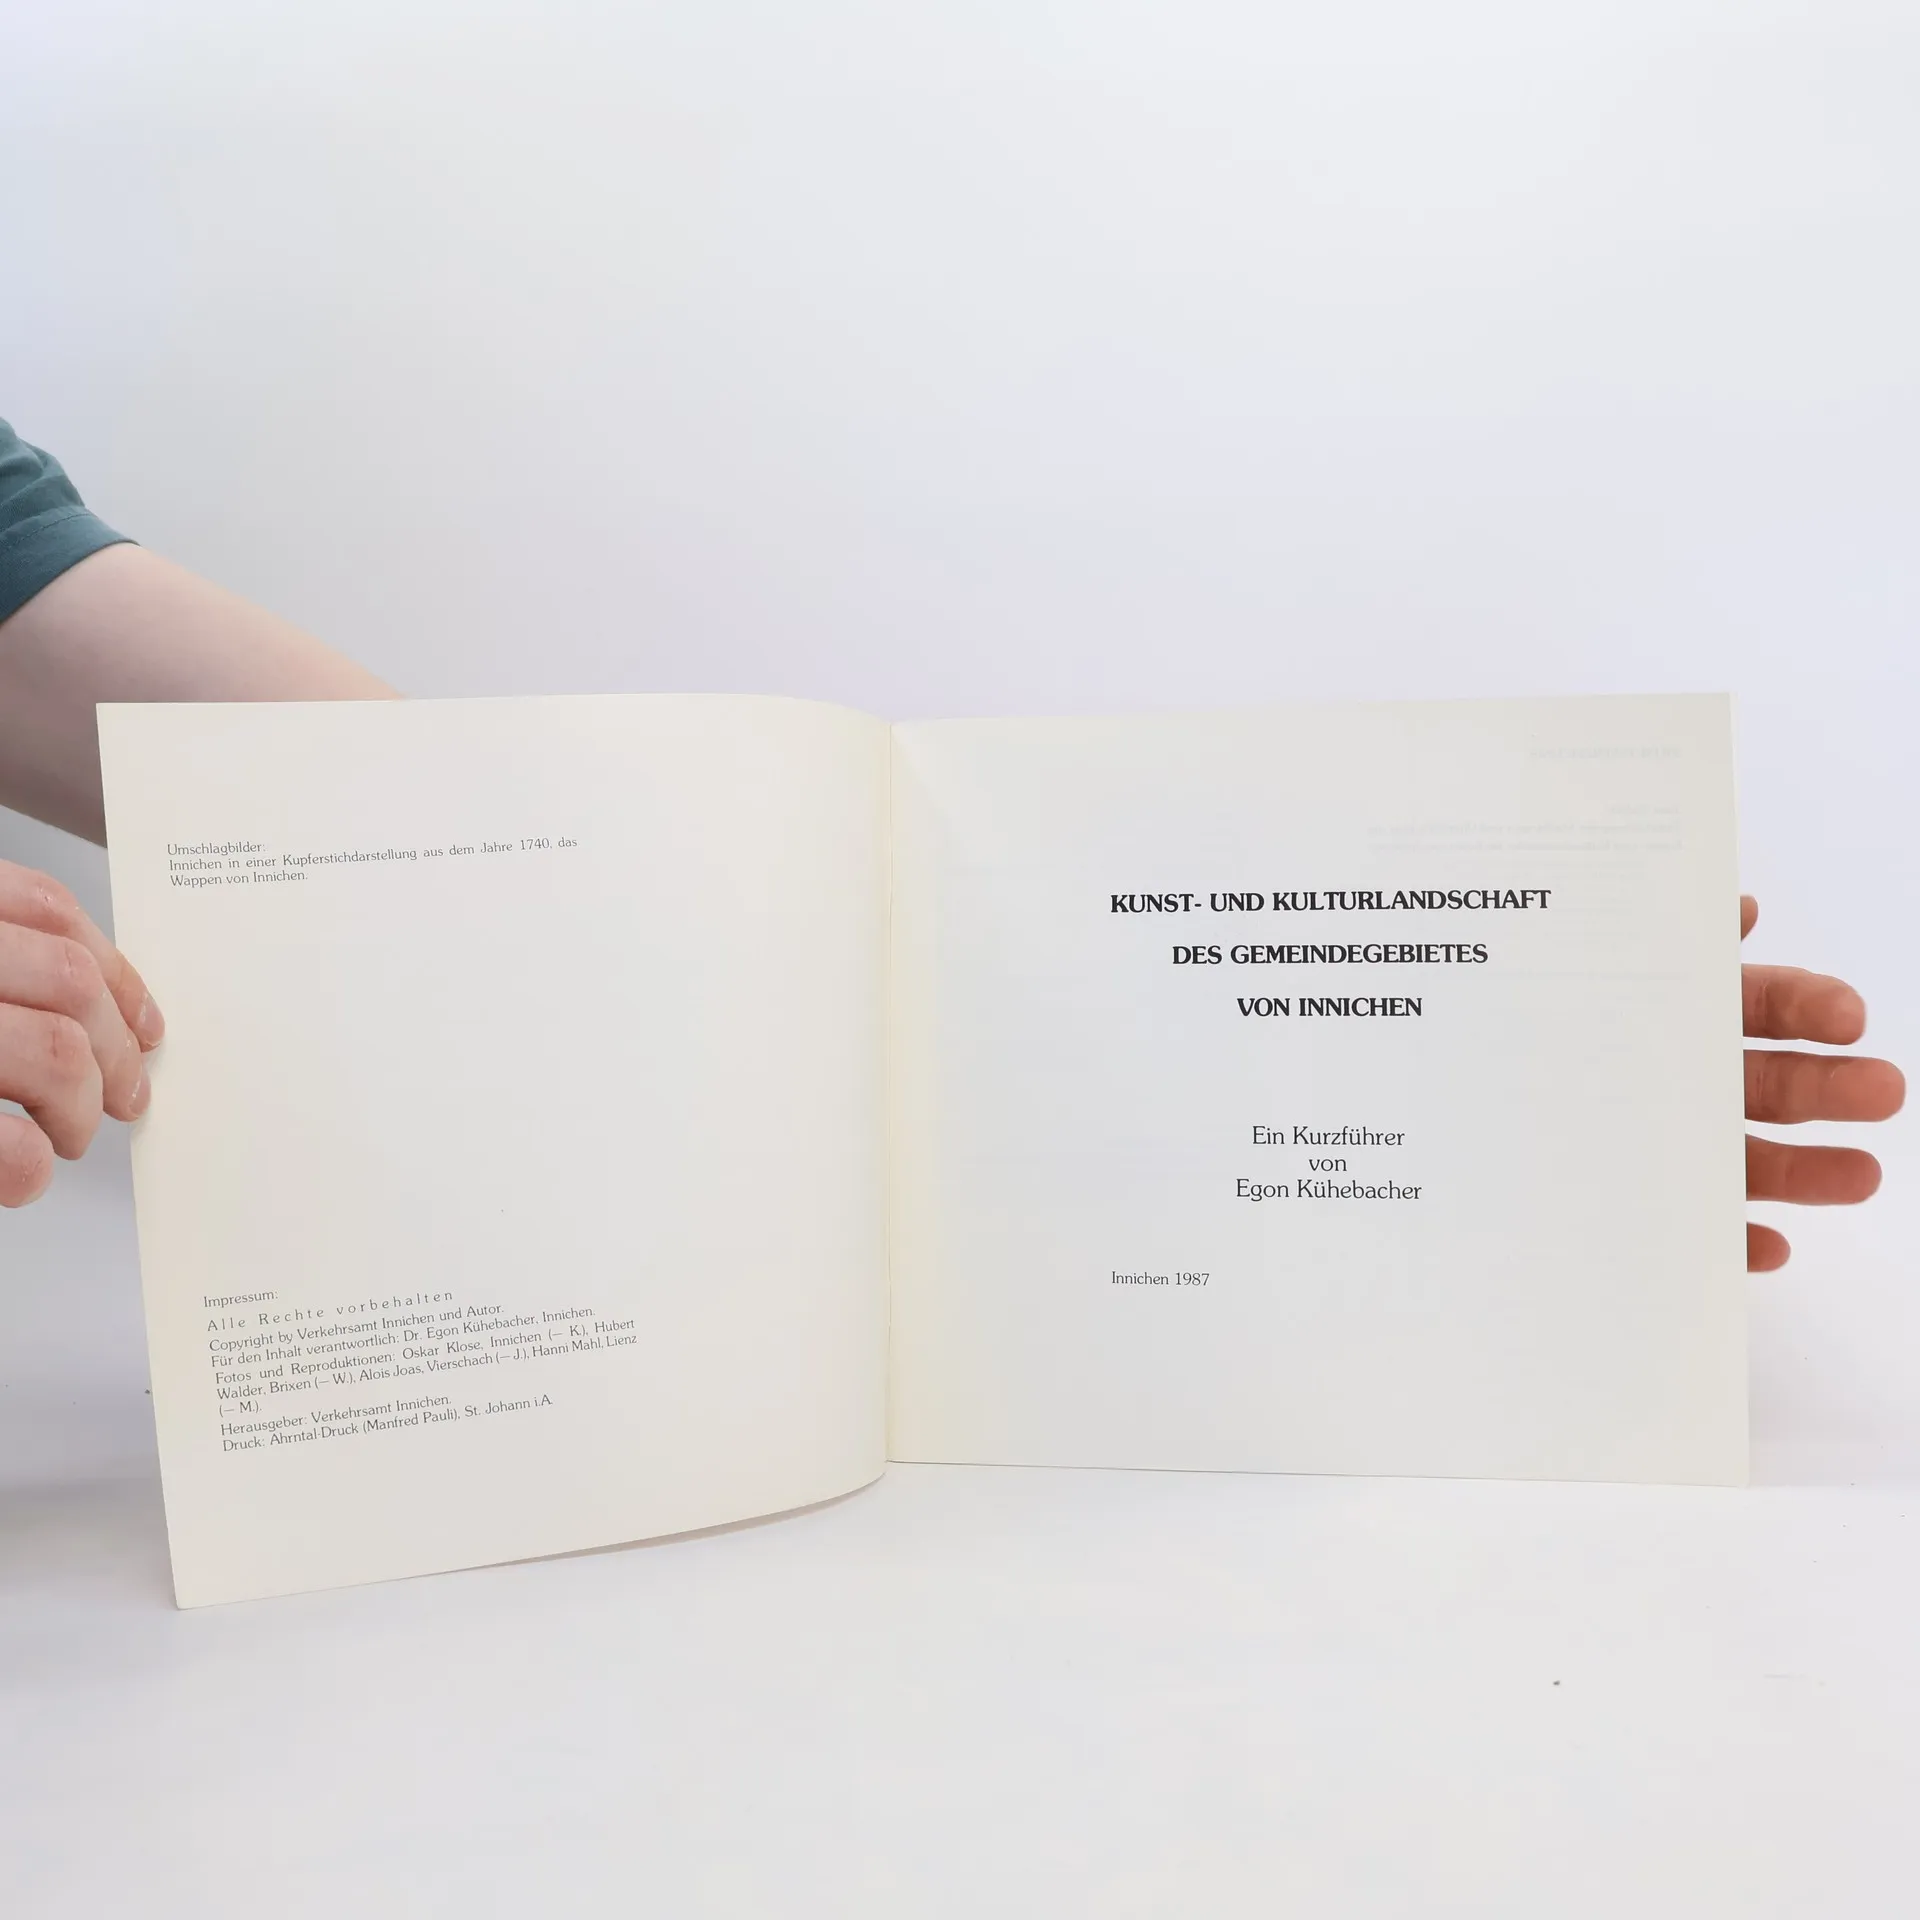 Umschlagbilder:
Innichen in einer Kupferstichdarstellung aus dem Jahre 1740, das
Wappen von Innichen.
Impressum:
Alle Rechte vorbehalten
Copyright by Verkehrsamt Innichen und Autor.
Für den Inhalt verantwortlich: Dr. Egon Kühebacher, Innichen.
Fotos und Reproduktionen: Oskar Klose, Innichen (— K.), Hubert
Walder, Brixen (— W.), Alois Joas, Vierschach (— J.), Hanni Mahl, Lienz
(— M.).
Herausgeber: Verkehrsamt Innichen.
Druck: Ahrntal-Druck (Manfred Pauli), St. Johann i.A.
KUNST- UND KULTURLANDSCHAFT
DES GEMEINDEGEBIETES
VON INNICHEN
Ein Kurzführer
von
Egon Kühebacher
Innichen 1987